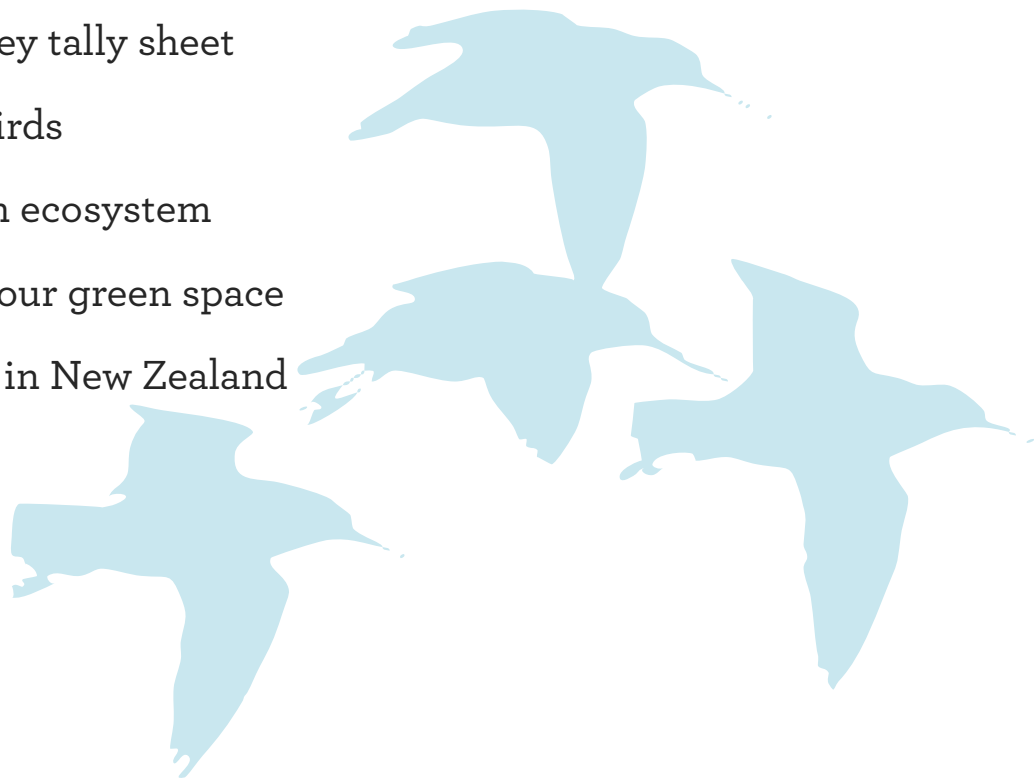 ey tally sheet
irds
n ecosystem
our green space
in New Zealand